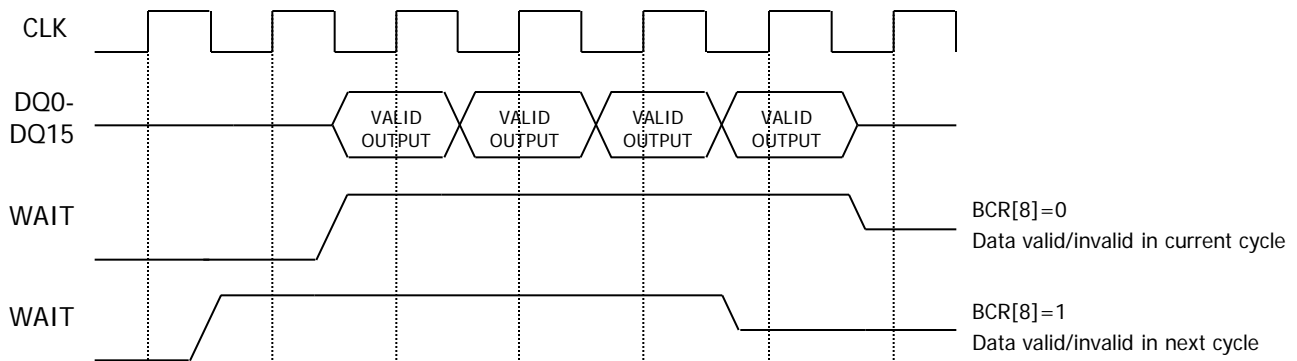 CLK
DQ0-
DQ15
VALID
OUTPUT
VALID
OUTPUT
VALID
OUTPUT
VALID
OUTPUT
WAIT
BCR[8]=0
Data valid/invalid in current cycle
WAIT
BCR[8]=1
Data valid/invalid in next cycle